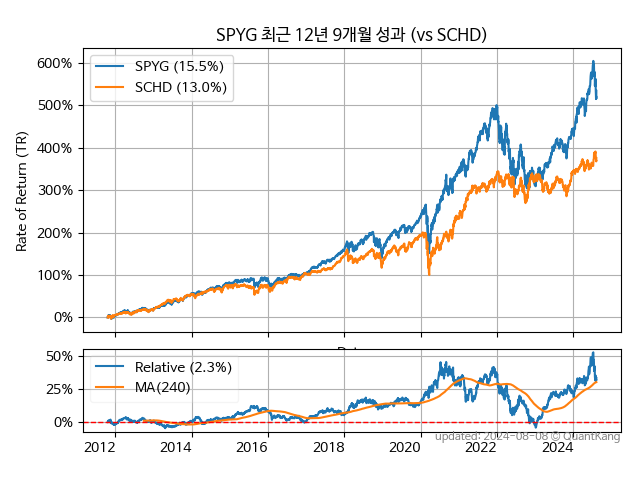 SPYG 최근 12년 9개월 성과 (vs SCHD)
SPYG (15.5%)
SCHD (13.0%)
Rate of Return (TR)
600%
500%
400%
300%
200%
100%
0%
Relative (2.3%)
MA(240)
50%
25%
0%
2012 2014 2016 2018 2020 2022 2024
updated: 2024-08-08 © QuantKang